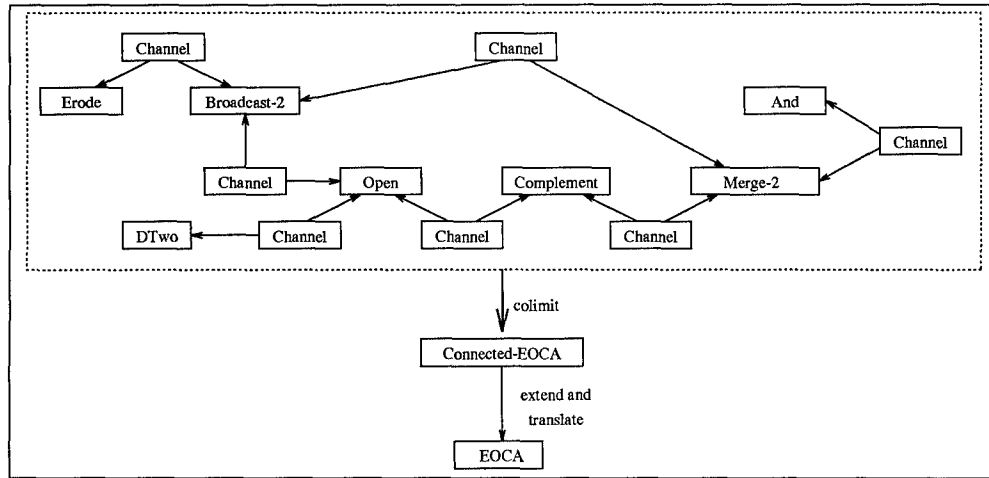 Channel
Channel
Erode
Broadcast-2
And
Channel
Channel
Open
Complement
Merge-2
DTwo
Channel
Channel
Channel
colimit
Connected-EOCA
extend and
translate
EOCA